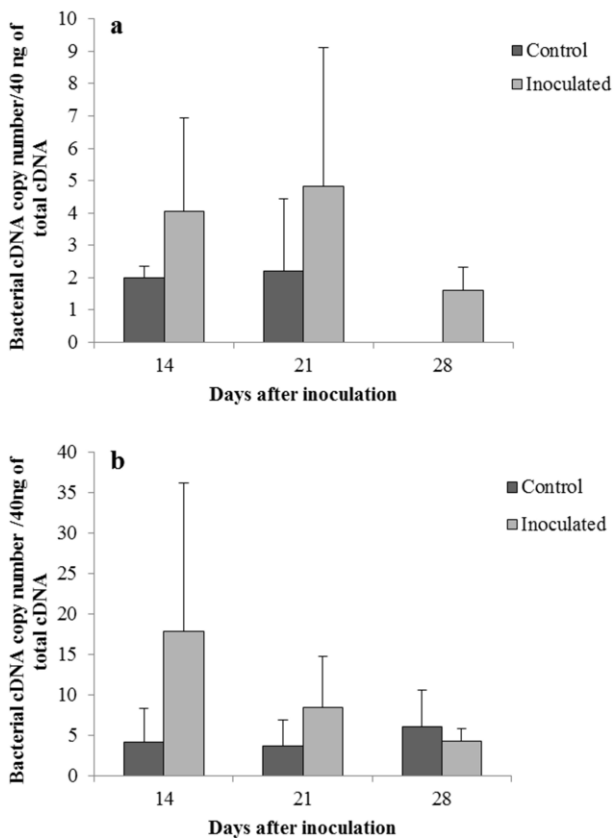 a
Bacterial cDNA copy number/40 ng of
total cDNA
10
9
8
7
6
5
4
3
2
1
0
Control
Inoculated
14 21 28
Days after inoculation
b
Bacterial cDNA copy number /40ng of
total cDNA
40
35
30
25
20
15
10
5
0
Control
Inoculated
14 21 28
Days after inoculation